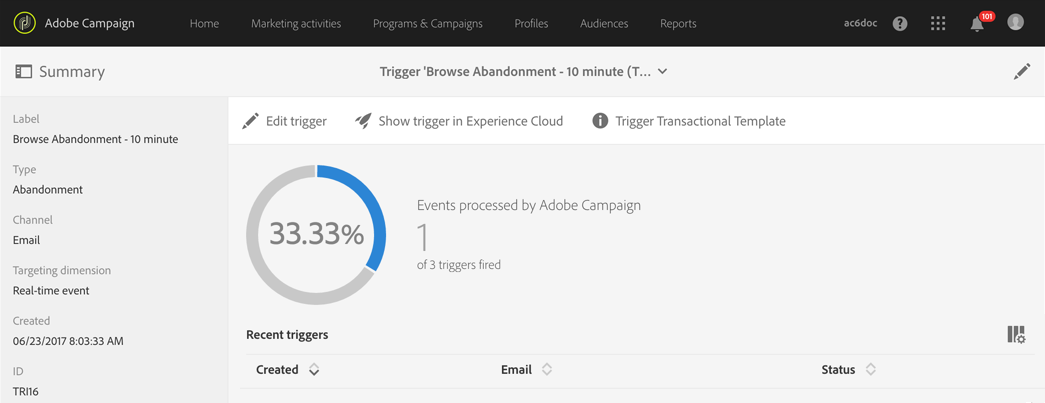 Adobe Campaign Home Marketing activities Programs & Campaigns Profiles Audiences Reports ac6doc ? 101
Summary Trigger 'Browse Abandonment - 10 minute (T...
Label
Browse Abandonment - 10 minute
Type
Abandonment
Channel
Email
Targeting dimension
Real-time event
Created
06/23/2017 8:03:33 AM
ID
TRI16
Edit trigger Show trigger in Experience Cloud Trigger Transactional Template
33.33%
Events processed by Adobe Campaign
1
of 3 triggers fired
Recent triggers
Created Email Status